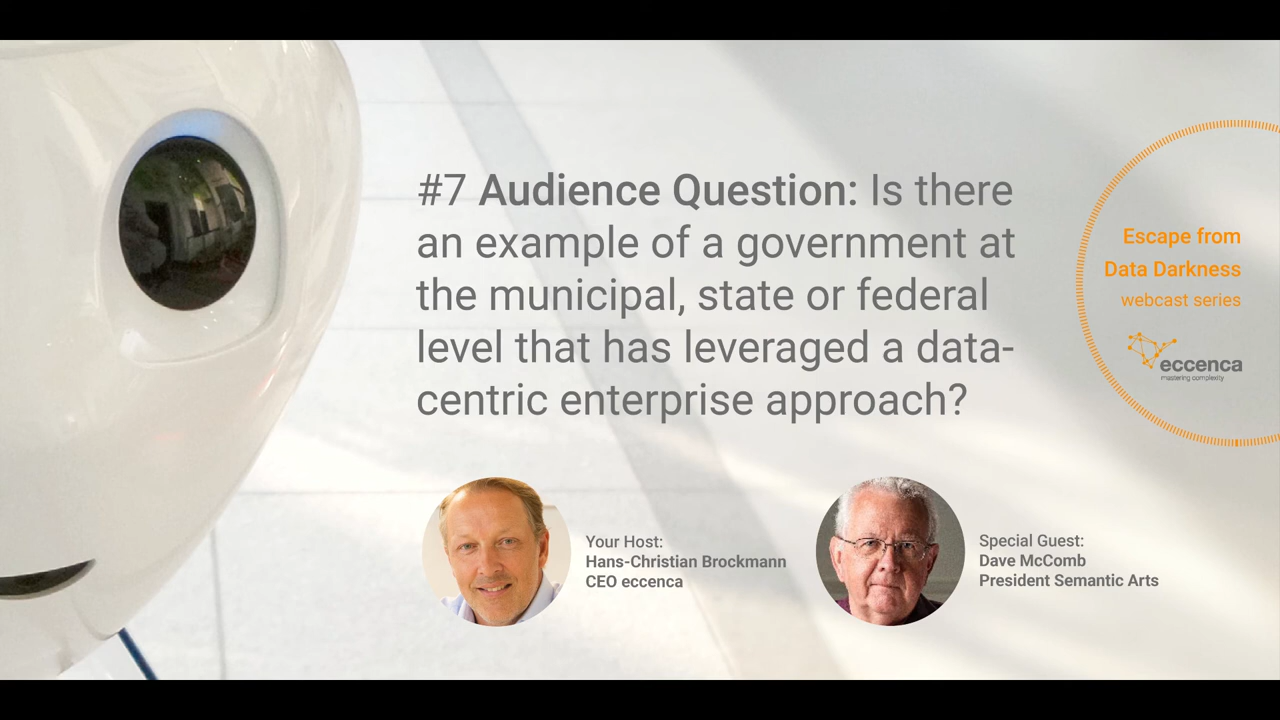 #7 Audience Question: Is there
an example of a government at
the municipal, state or federal
level that has leveraged a data-
centric enterprise approach?
Escape from
Data Darkness
webcast series
eccenca
mastering complexity
Your Host:
Hans-Christian Brockmann
CEO eccenca
Special Guest:
Dave McComb
President Semantic Arts